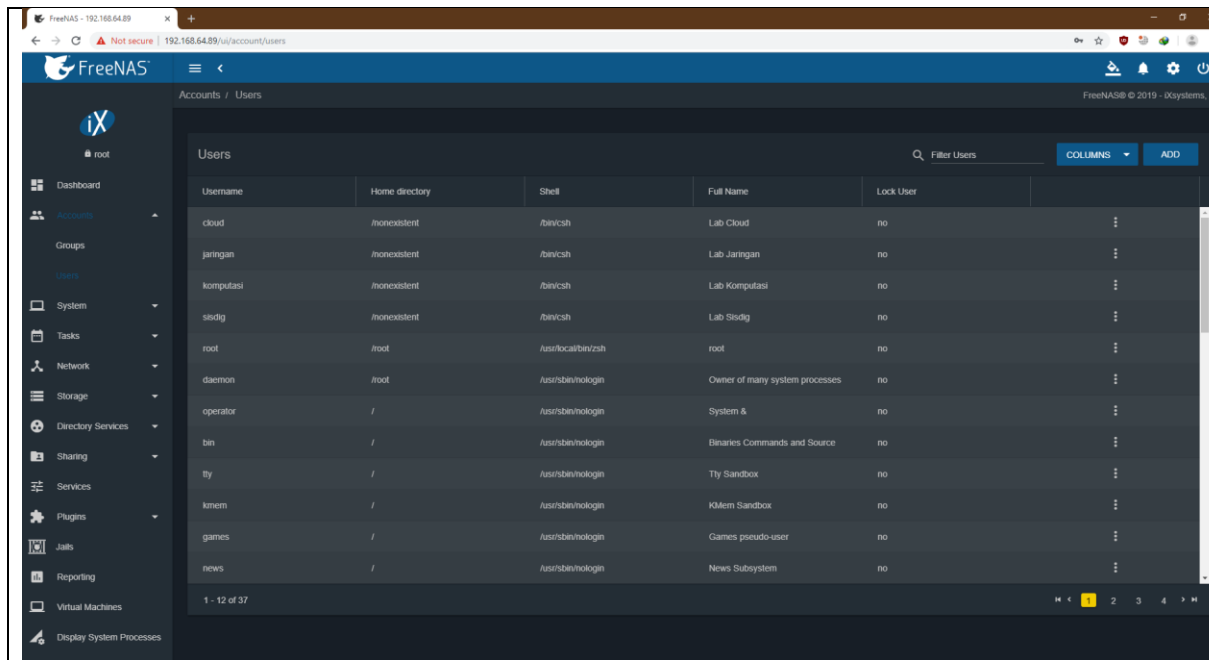 FreeNAS - 192.168.64.89
Not secure | 192.168.64.89/ui/account/users
FreeNAS
Accounts / Users
FreeNAS® © 2019 - iXsystems,
iX
root
Dashboard
Accounts
Groups
Users
System
Tasks
Network
Storage
Directory Services
Sharing
Services
Plugins
Jails
Reporting
Virtual Machines
Display System Processes
Users
Filter Users
COLUMNS
ADD
Username Home directory Shell Full Name Lock User
cloud /nonexistent /bin/csh Lab Cloud no
jaringan /nonexistent /bin/csh Lab Jaringan no
komputasi /nonexistent /bin/csh Lab Komputasi no
sisdig /nonexistent /bin/csh Lab Sisdig no
root /root /usr/local/bin/zsh root no
daemon /root /usr/sbin/nologin Owner of many system processes no
operator / /usr/sbin/nologin System & no
bin / /usr/sbin/nologin Binaries Commands and Source no
tty / /usr/sbin/nologin Tty Sandbox no
kmem / /usr/sbin/nologin KMem Sandbox no
games / /usr/sbin/nologin Games pseudo-user no
news / /usr/sbin/nologin News Subsystem no
1 - 12 of 37
1 2 3 4